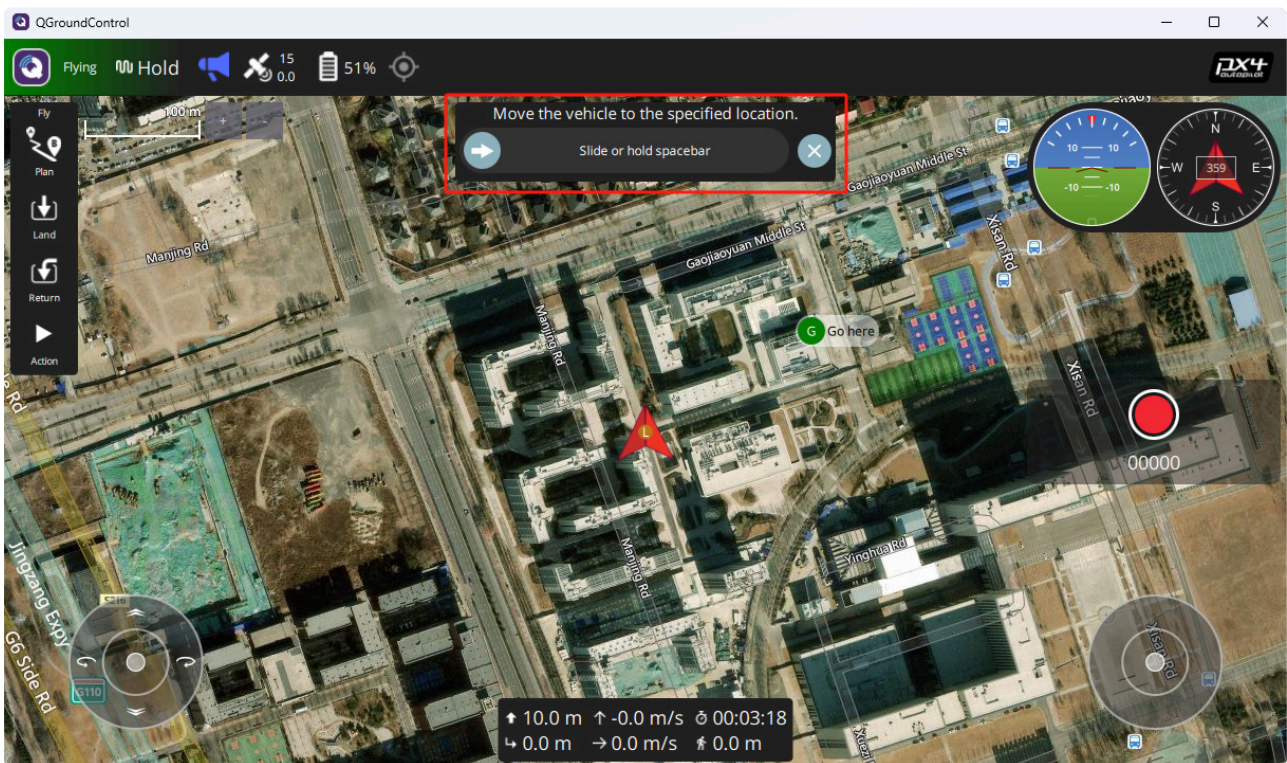 QGroundControl
Flying
Hold
15
0.0
51%
px4
autopilot
Fly
Plan
Land
Return
Action
100 m
+
Move the vehicle to the specified location.
Slide or hold spacebar
10 10
-10 -10
N
W 359 E
S
Gaojiaoyuan Middle St
Gaojiaoyuan Middle St
Manjing Rd
Manjing Rd
Manjing Rd
Xisan Rd
Xisan Rd
Xisan Rd
G Go here
L
00000
Yinghua Rd
Jingzang Expy
G6 Side Rd
S216
G110
10.0 m -0.0 m/s 00:03:18
0.0 m 0.0 m/s 0.0 m